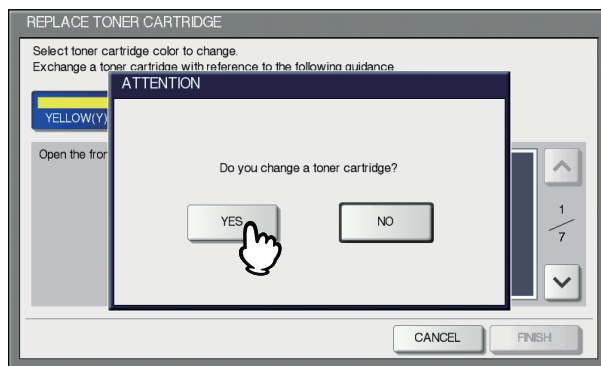 REPLACE TONER CARTRIDGE
Select toner cartridge color to change.
Exchange a toner cartridge with reference to the following guidance
ATTENTION
YELLOW(Y)
Open the fron
Do you change a toner cartridge?
YES
NO
1
7
CANCEL
FINISH